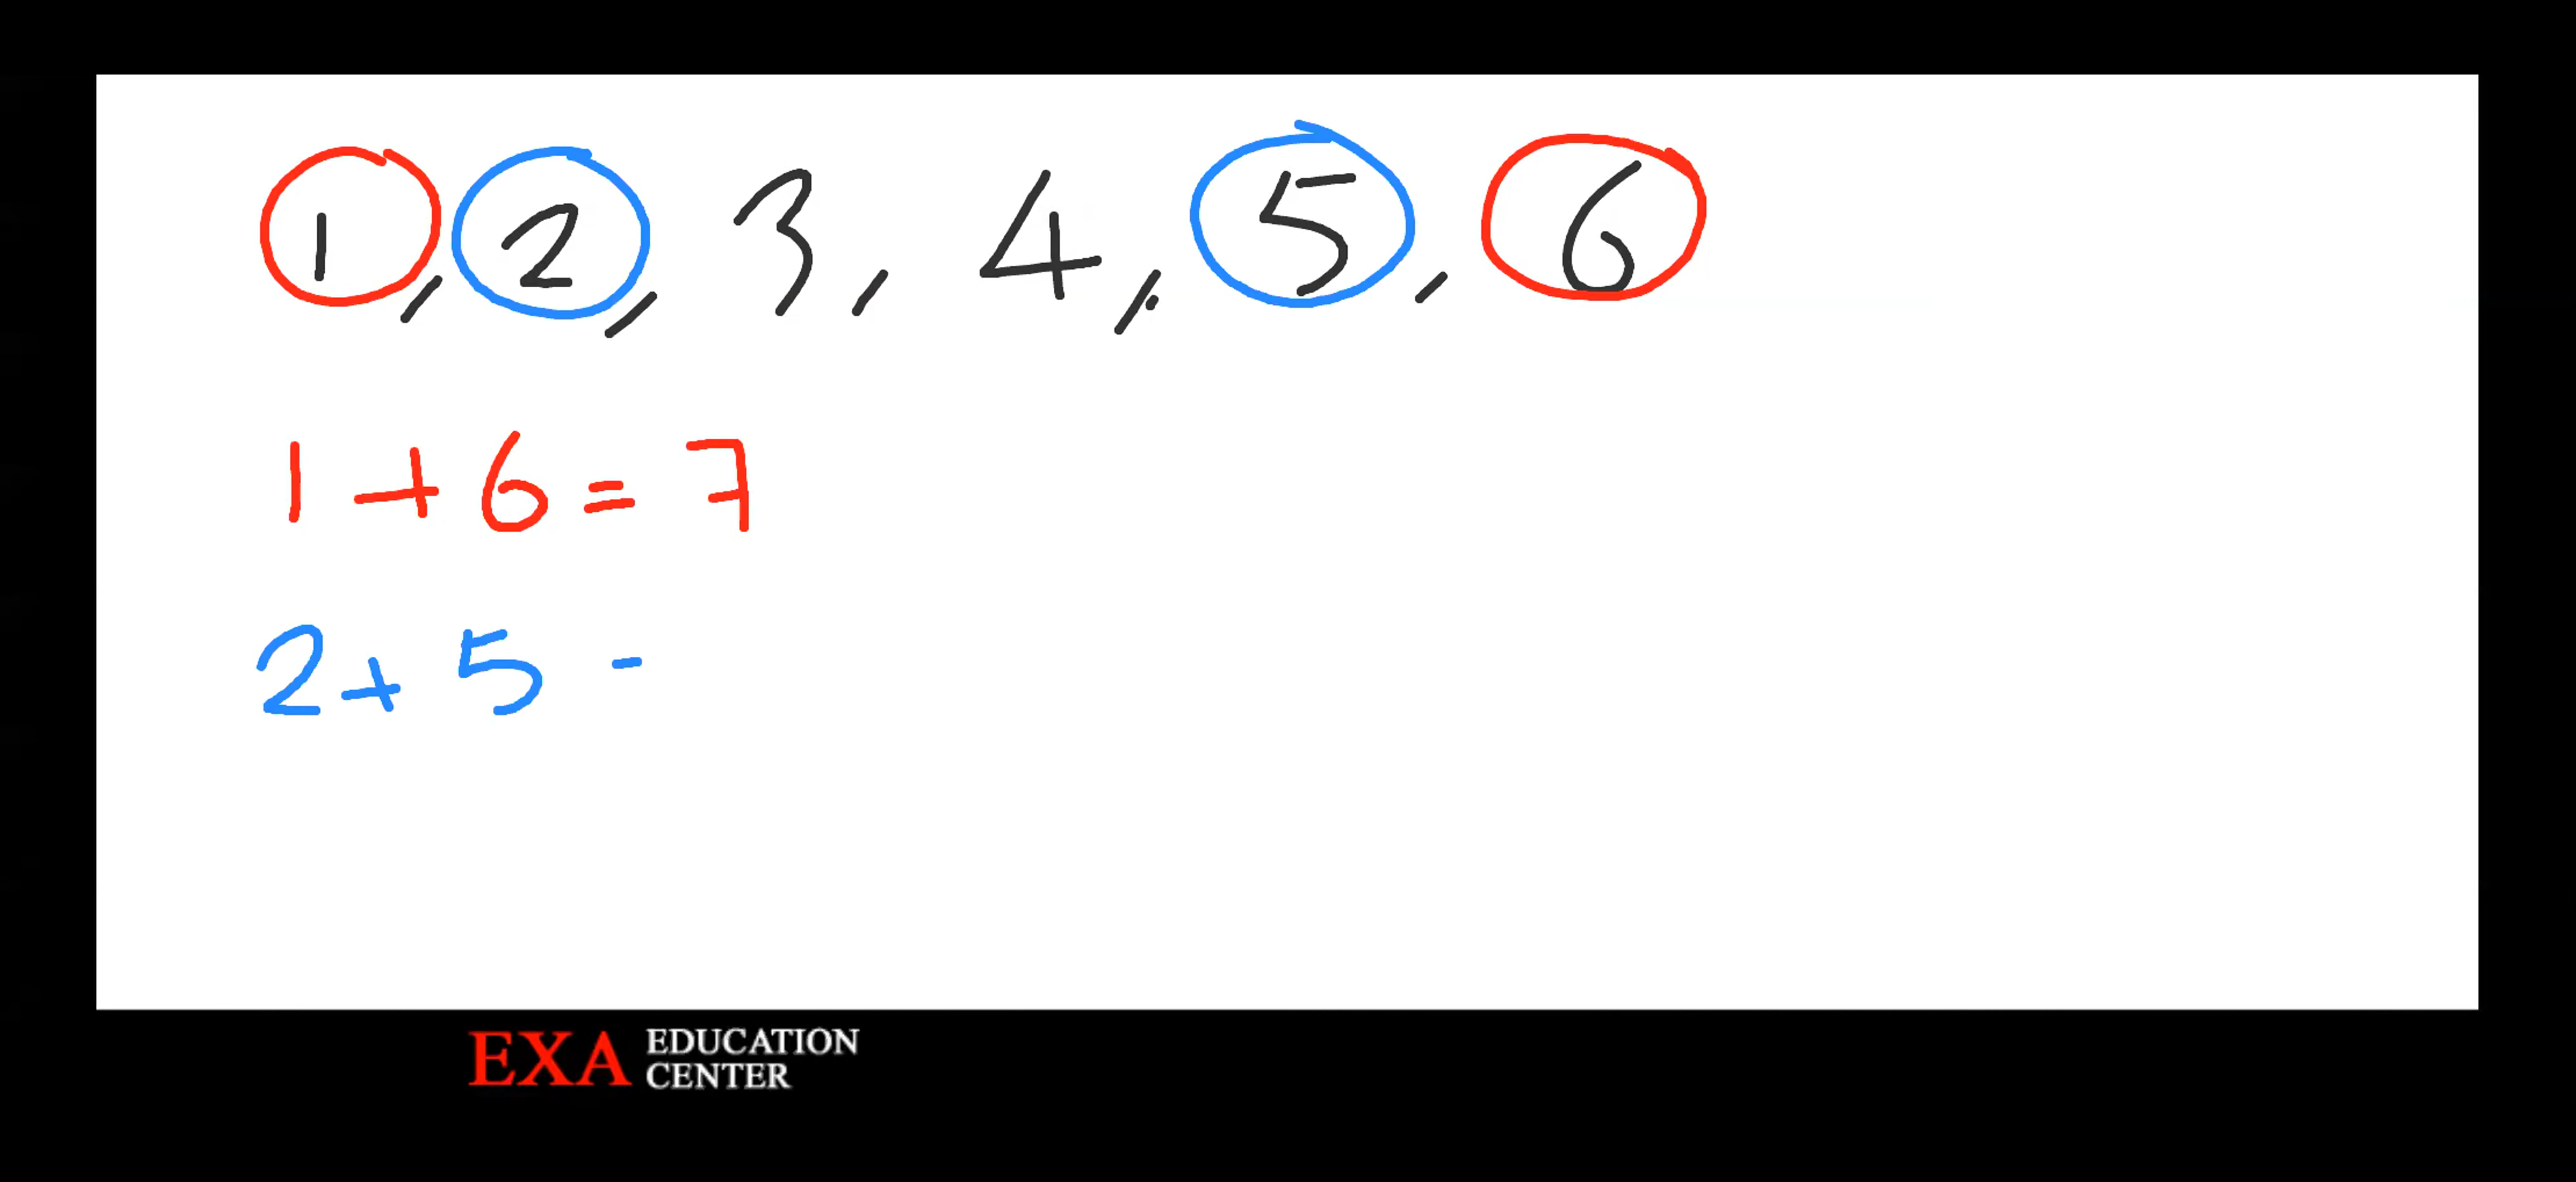 1, 2, 3, 4, 5, 6
1 + 6 = 7
2 + 5 -
EXA EDUCATION
CENTER